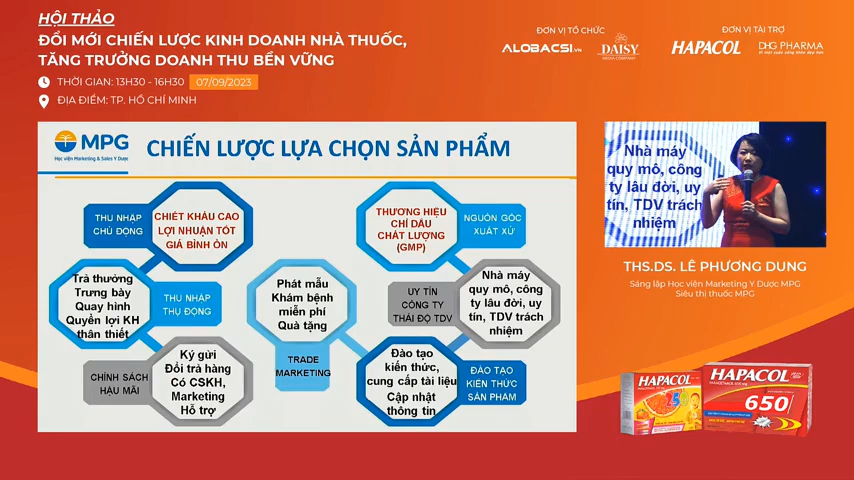 HỘI THẢO
ĐỔI MỚI CHIẾN LƯỢC KINH DOANH NHÀ THUỐC,
TĂNG TRƯỞNG DOANH THU BỀN VỮNG
THỜI GIAN: 13H30 - 16H30 07/09/2023
ĐỊA ĐIỂM: TP. HỒ CHÍ MINH
ĐƠN VỊ TỔ CHỨC
ALOBACSI.VN
DAISY
MEDIA COMPANY
ĐƠN VỊ TÀI TRỢ
HAPACOL
DHG PHARMA
MPG
Học viện Marketing & Sales Y Dược
CHIẾN LƯỢC LỰA CHỌN SẢN PHẨM
THU NHẬP
CHỦ ĐỘNG
CHIẾT KHẤU CAO
LỢI NHUẬN TỐT
GIÁ BÌNH ỔN
THƯƠNG HIỆU
CHỈ DẪU
CHẤT LƯỢNG
(GMP)
NGUỒN GỐC
XUẤT XỨ
Trả thưởng
Trưng bày
Quay hình
Quyền lợi KH
thân thiết
THU NHẬP
THỤ ĐỘNG
Phát mẫu
Khám bệnh
miễn phí
Quà tặng
UY TÍN
CÔNG TY
THÁI ĐỘ TDV
Nhà máy
quy mô, công
ty lâu đời, uy
tín, TDV trách
nhiệm
CHÍNH SÁCH
HẬU MÃI
Ký gửi
Đổi trả hàng
Có CSKH,
Marketing
Hỗ trợ
TRADE
MARKETING
Đào tạo
kiến thức,
cung cấp tài liệu
Cập nhật
thông tin
ĐÀO TẠO
KIẾN THỨC
SẢN PHẨM
Nhà máy
quy mô, công
ty lâu đời, uy
tín, TDV trách
nhiệm
THS.DS. LÊ PHƯƠNG DUNG
Sáng lập Học viện Marketing Y Dược MPG
Siêu thị thuốc MPG
HAPACOL
HAPACOL
650